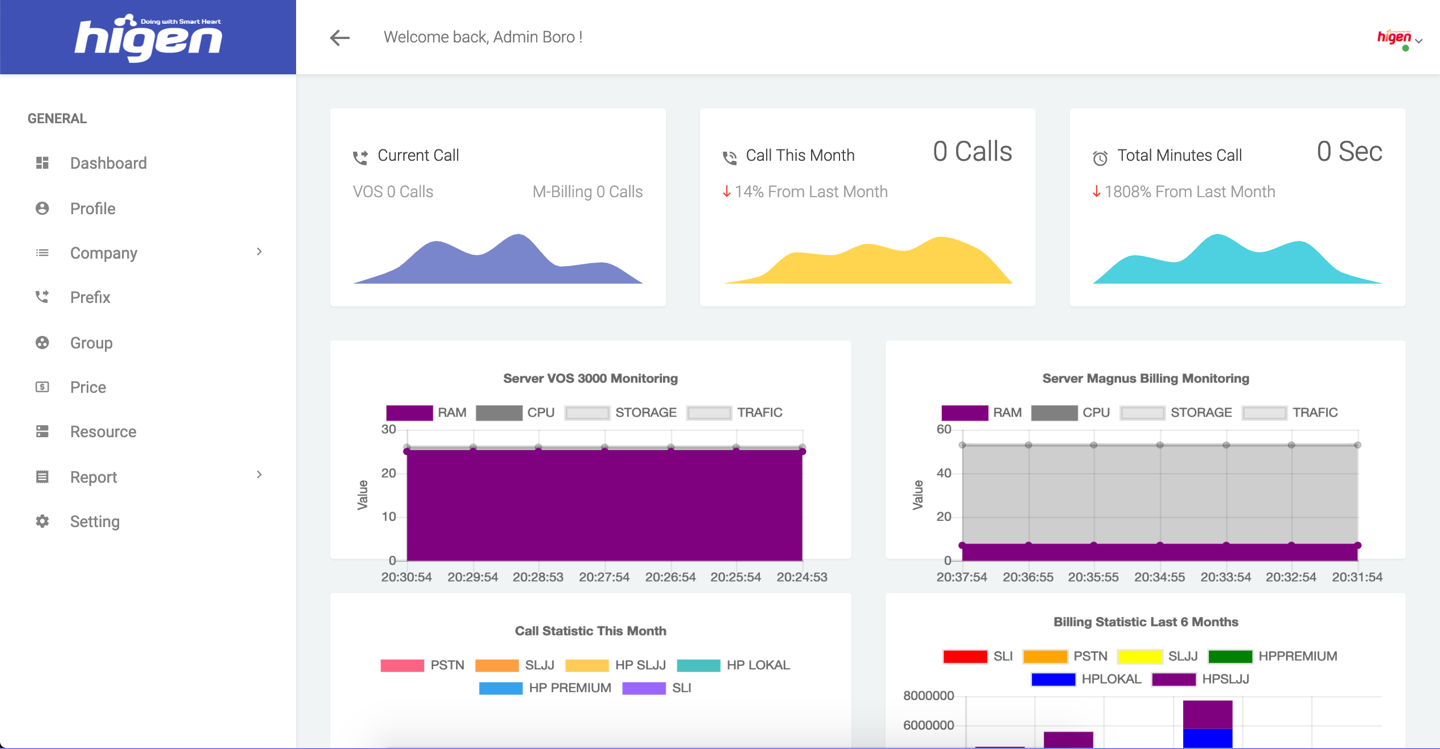 Doing with Smart Heart
higen
Welcome back, Admin Boro !
higen
GENERAL
Dashboard
Profile
Company
Prefix
Group
Price
Resource
Report
Setting
Current Call
VOS 0 Calls M-Billing 0 Calls
Call This Month 0 Calls
14% From Last Month
Total Minutes Call 0 Sec
1808% From Last Month
Server VOS 3000 Monitoring
RAM CPU STORAGE TRAFIC
30
20
10
0
Value
20:30:54 20:29:54 20:28:53 20:27:54 20:26:54 20:25:54 20:24:53
Server Magnus Billing Monitoring
RAM CPU STORAGE TRAFIC
60
40
20
0
Value
20:37:54 20:36:55 20:35:55 20:34:55 20:33:54 20:32:54 20:31:54
Call Statistic This Month
PSTN SLJJ HP SLJJ HP LOKAL
HP PREMIUM SLI
Billing Statistic Last 6 Months
SLI PSTN SLJJ HPPREMIUM
HPLOKAL HPSLJJ
8000000
6000000